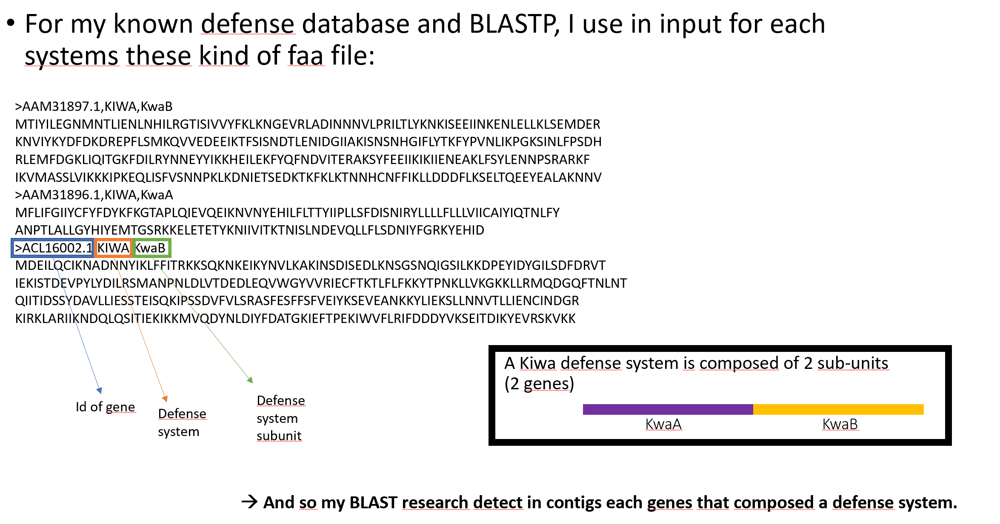 • For my known defense database and BLASTP, I use in input for each
systems these kind of faa file:
>AAM31897.1,KIWA,KwaB
MTIYILEGNMNTLIENLNHILRGTISIVVYFKLKNGEVRLADINNNVLPRILTLYKNKISEEIINKENLELLKLSEMDER
KNVIYKYDFDKDREPFLSMKQVVEDEEIKTFSISNDTLENIDGIIAKISNSNHGIFLYTKFYPVNLIKPGKSINLFPSDH
RLEMFDGKLIQITGKFDILRYNNEYYIKKHEILEKFYQFNDVITERAKSYFEEIIKIKIIENEAKLFSYLENNPSRARKF
IKVMASSLVIKKKIPKEQLISFVSNNPKLKDNIETSEDKTKFKLKTNNHCNFFIKLLDDDFLKSELTQEEYEALAKNNV
>AAM31896.1,KIWA,KwaA
MFLIFGIIYCFYFDYKFKGTAPLQIEVQEIKNVNYEHILFLTTYIIPLLSFDISNIRYLLLLFLLLVIICAIYIQTNLFY
ANPTLALLGYHIYEMTGSRKKELETETYKNIIVITKTNISLNDEVQLLFLSDNIYFGRKYEHID
>ACL16002.1 KIWA KwaB
MDEILQCIKNADNNYIKLFFITRKKSQKNKEIKYNVLKAKINSDISEDLKNSGSNQIGSILKKDPEYIDYGILSDFDRVT
IEKISTDEVPYLYDILRSMANPNLDLVTDEDLEQVWGYVVRIECFTKTLFLFKKYTPNKLLVKGKKLLRMQDGQFTNLNT
QIITIDSSYDAVLLIESSTEISQKIPSSDVFVLSRASFESFFSFVEIYKSEVEANKKYLIEKSLLNNVTLLIENCINDGR
KIRKLARIIKNDQLQSITIEKIKKMVQDYNLDIYFDATGKIEFTPEKIWVFLRIFDDDYVKSEITDIKYEVRSKVKK
Id of gene
Defense
system
Defense
system
subunit
A Kiwa defense system is composed of 2 sub-units
(2 genes)
KwaA
KwaB
→ And so my BLAST research detect in contigs each genes that composed a defense system.